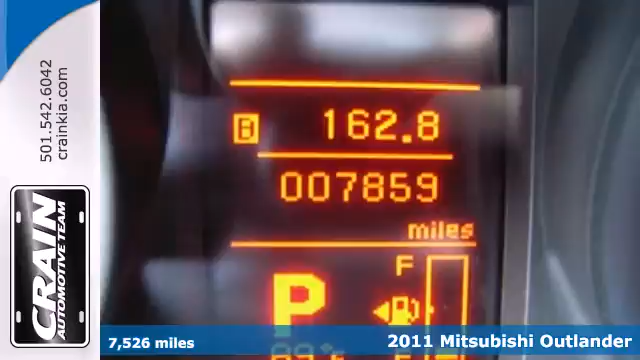 501.542.6042
crainkia.com
CRAIN
AUTOMOTIVE TEAM
B 162.8
007859
miles
F
P
7,526 miles
2011 Mitsubishi Outlander